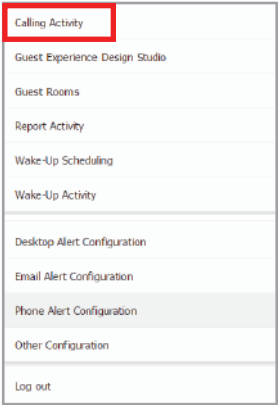 Calling Activity
Guest Experience Design Studio
Guest Rooms
Report Activity
Wake-Up Scheduling
Wake-Up Activity
Desktop Alert Configuration
Email Alert Configuration
Phone Alert Configuration
Other Configuration
Log out